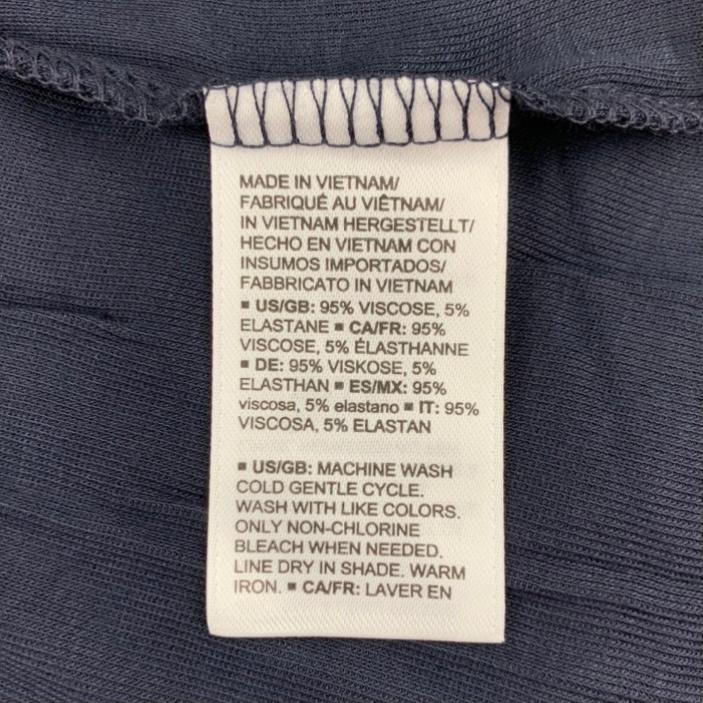 MADE IN VIETNAM/
FABRIQUÉ AU VIÊTNAM/
IN VIETNAM HERGESTELLT/
HECHO EN VIETNAM CON
INSUMOS IMPORTADOS/
FABBRICATO IN VIETNAM
▪ US/GB: 95% VISCOSE, 5%
ELASTANE ▪ CA/FR: 95%
VISCOSE, 5% ÉLASTHANNE
▪ DE: 95% VISKOSE, 5%
ELASTHAN ▪ ES/MX: 95%
viscosa, 5% elastano ▪ IT: 95%
VISCOSA, 5% ELASTAN
▪ US/GB: MACHINE WASH
COLD GENTLE CYCLE.
WASH WITH LIKE COLORS.
ONLY NON-CHLORINE
BLEACH WHEN NEEDED.
LINE DRY IN SHADE. WARM
IRON. ▪ CA/FR: LAVER EN